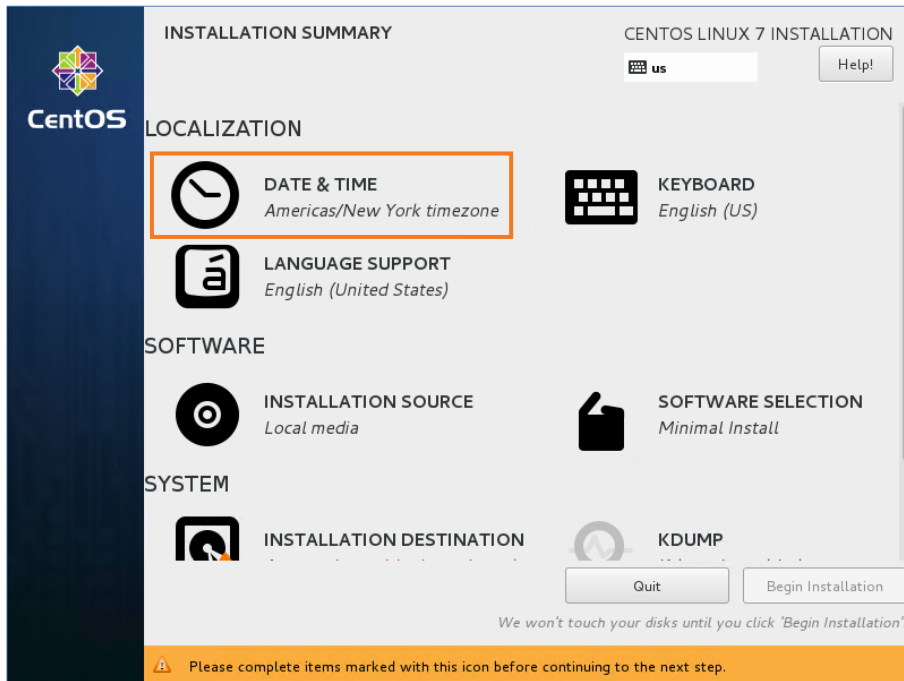 INSTALLATION SUMMARY
CENTOS LINUX 7 INSTALLATION
us
Help!
CentOS
LOCALIZATION
DATE & TIME
Americas/New York timezone
KEYBOARD
English (US)
á
LANGUAGE SUPPORT
English (United States)
SOFTWARE
INSTALLATION SOURCE
Local media
SOFTWARE SELECTION
Minimal Install
SYSTEM
INSTALLATION DESTINATION
KDUMP
Quit
Begin Installation
We won't touch your disks until you click 'Begin Installation'.
Please complete items marked with this icon before continuing to the next step.